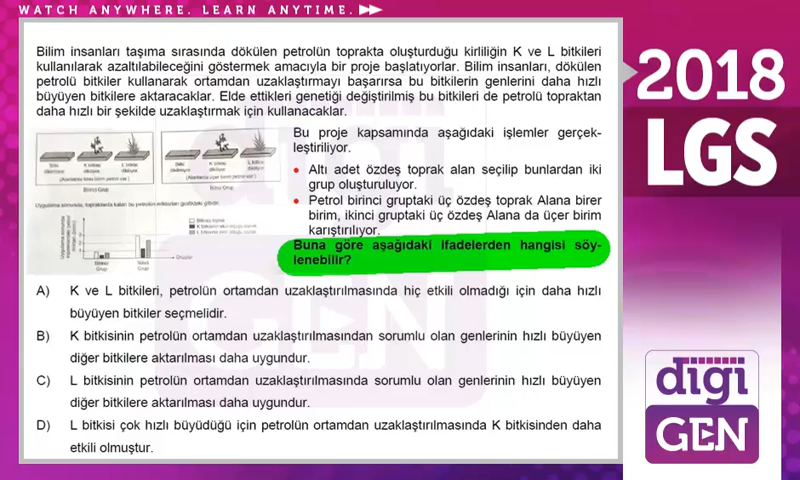 WATCH ANYWHERE. LEARN ANYTIME.
Bilim insanları taşıma sırasında dökülen petrolün toprakta oluşturduğu kirliliğin K ve L bitkileri
kullanılarak azaltılabileceğini göstermek amacıyla bir proje başlatıyorlar. Bilim insanları, dökülen
petrolü bitkiler kullanarak ortamdan uzaklaştırmayı başarırsa bu bitkilerin genlerini daha hızlı
büyüyen bitkilere aktaracaklar. Elde ettikleri genetiği değiştirilmiş bu bitkileri de petrolü topraktan
daha hızlı bir şekilde uzaklaştırmak için kullanacaklar.
Bu proje kapsamında aşağıdaki işlemler gerçek-
leştiriliyor.
• Altı adet özdeş toprak alan seçilip bunlardan iki
grup oluşturuluyor.
• Petrol birinci gruptaki üç özdeş toprak Alana birer
birim, ikinci gruptaki üç özdeş Alana da üçer birim
karıştırılıyor.
Birinci Grup
İkinci Grup
Buna göre aşağıdaki ifadelerden hangisi söy-
lenebilir?
A) K ve L bitkileri, petrolün ortamdan uzaklaştırılmasında hiç etkili olmadığı için daha hızlı
büyüyen bitkiler seçmelidir.
B) K bitkisinin petrolün ortamdan uzaklaştırılmasından sorumlu olan genlerinin hızlı büyüyen
diğer bitkilere aktarılması daha uygundur.
C) L bitkisinin petrolün ortamdan uzaklaştırılmasında sorumlu olan genlerinin hızlı büyüyen
diğer bitkilere aktarılması daha uygundur.
D) L bitkisi çok hızlı büyüdüğü için petrolün ortamdan uzaklaştırılmasında K bitkisinden daha
etkili olmuştur.
2018
LGS
digi
GEN